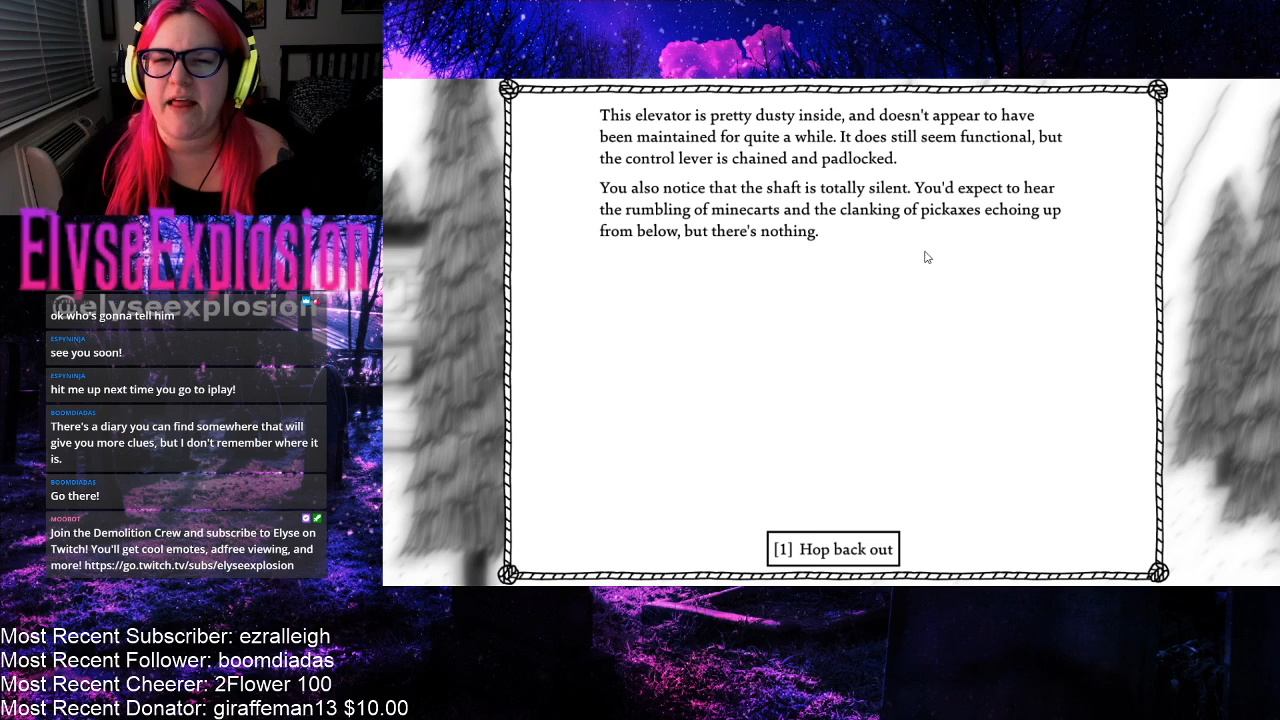 This elevator is pretty dusty inside, and doesn't appear to have
been maintained for quite a while. It does still seem functional, but
the control lever is chained and padlocked.
You also notice that the shaft is totally silent. You'd expect to hear
the rumbling of minecarts and the clanking of pickaxes echoing up
from below, but there's nothing.
[1] Hop back out
ElyseExplosion
@elyseexplosion
ok who's gonna tell him
ESPYNINJA
see you soon!
ESPYNINJA
hit me up next time you go to iplay!
BOOMDIADAS
There's a diary you can find somewhere that will
give you more clues, but I don't remember where it
is.
BOOMDIADAS
Go there!
MOOBOT
Join the Demolition Crew and subscribe to Elyse on
Twitch! You'll get cool emotes, adfree viewing, and
more! https://go.twitch.tv/subs/elyseexplosion
Most Recent Subscriber: ezralleigh
Most Recent Follower: boomdiadas
Most Recent Cheerer: 2Flower 100
Most Recent Donator: giraffeman13 $10.00